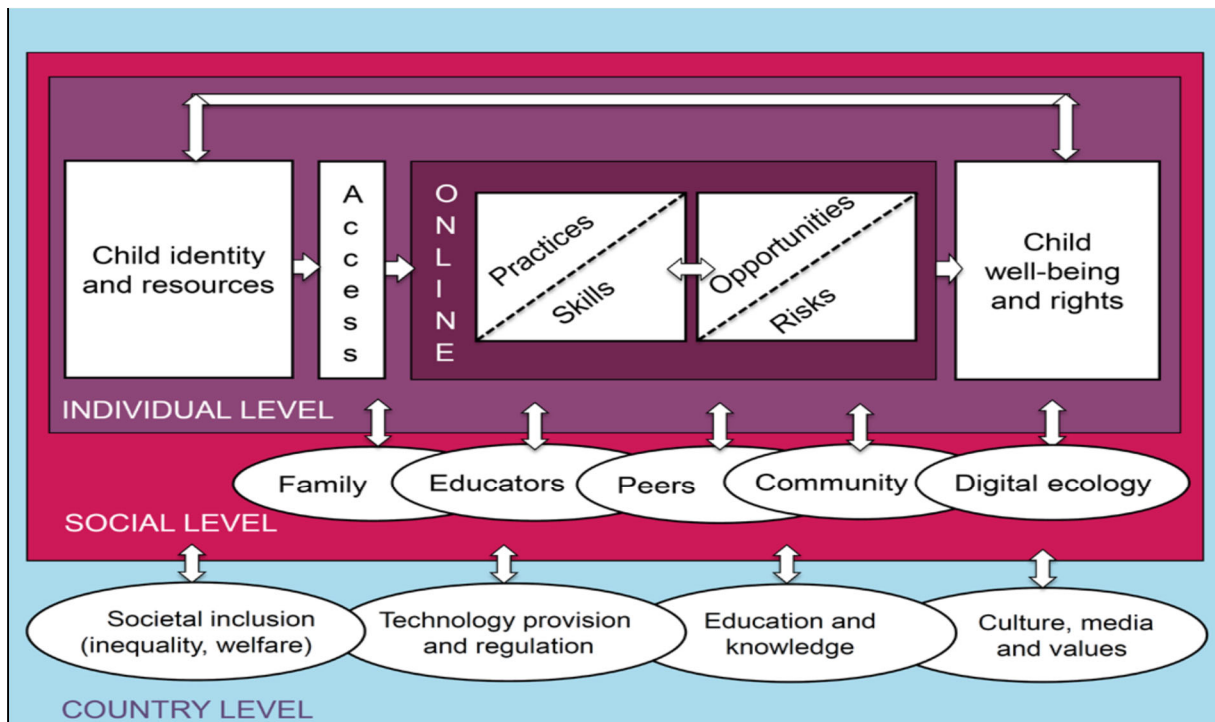 Child identity
and resources
Access
ONLINE
Practices
Skills
Opportunities
Risks
Child
well-being
and rights
INDIVIDUAL LEVEL
Family
Educators
Peers
Community
Digital ecology
SOCIAL LEVEL
Societal inclusion
(inequality, welfare)
Technology provision
and regulation
Education and
knowledge
Culture, media
and values
COUNTRY LEVEL